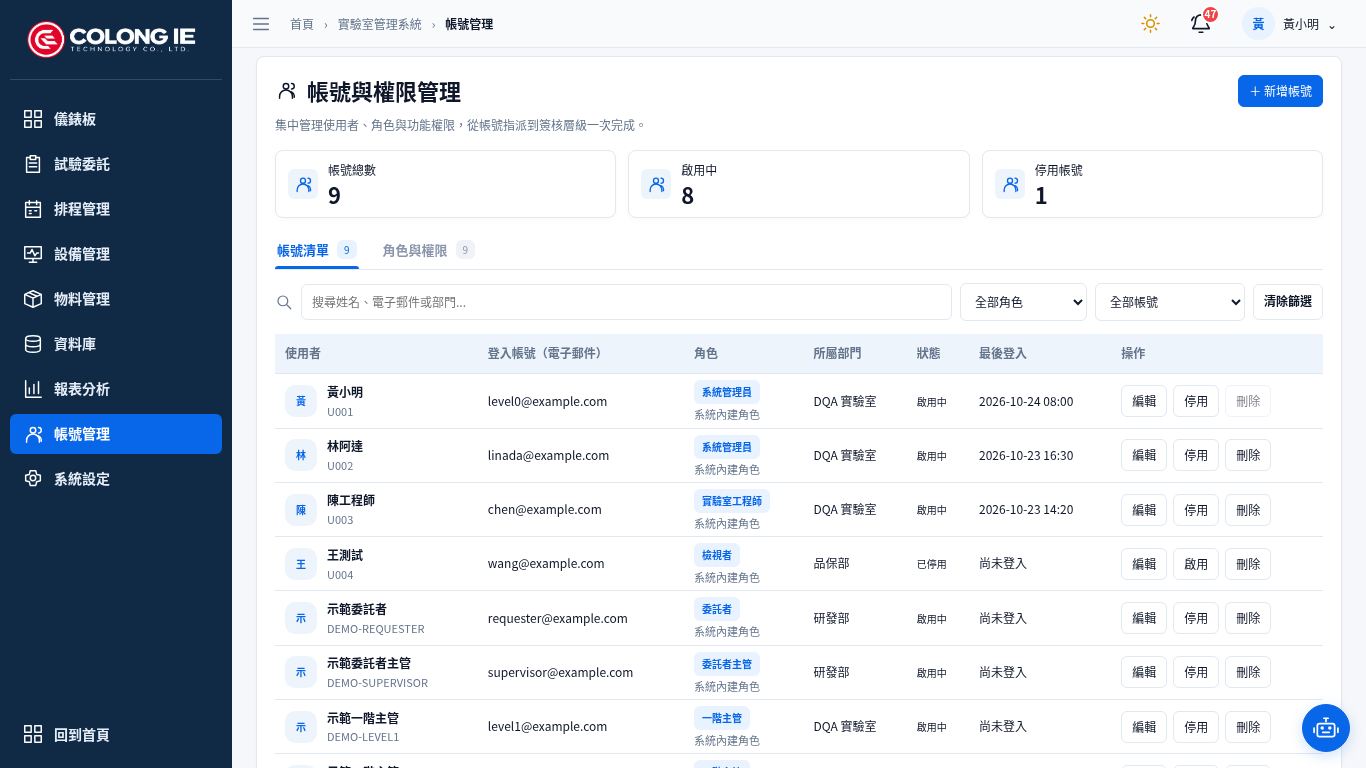 COLONG IE
TECHNOLOGY CO., LTD.
儀錶板
試驗委託
排程管理
設備管理
物料管理
資料庫
報表分析
帳號管理
系統設定
回到首頁
首頁 › 實驗室管理系統 › 帳號管理
47
黃 黃小明
帳號與權限管理
＋ 新增帳號
集中管理使用者、角色與功能權限，從帳號指派到簽核層級一次完成。
帳號總數
9
啟用中
8
停用帳號
1
帳號清單 9 角色與權限 9
搜尋姓名、電子郵件或部門... 全部角色 全部帳號 清除篩選
使用者 登入帳號（電子郵件） 角色 所屬部門 狀態 最後登入 操作
黃 黃小明 U001 level0@example.com 系統管理員 系統內建角色 DQA 實驗室 啟用中 2026-10-24 08:00 編輯 停用 刪除
林 林阿達 U002 linada@example.com 系統管理員 系統內建角色 DQA 實驗室 啟用中 2026-10-23 16:30 編輯 停用 刪除
陳 陳工程師 U003 chen@example.com 實驗室工程師 系統內建角色 DQA 實驗室 啟用中 2026-10-23 14:20 編輯 停用 刪除
王 王測試 U004 wang@example.com 檢視者 系統內建角色 品保部 已停用 尚未登入 編輯 啟用 刪除
示 示範委託者 DEMO-REQUESTER requester@example.com 委託者 系統內建角色 研發部 啟用中 尚未登入 編輯 停用 刪除
示 示範委託者主管 DEMO-SUPERVISOR supervisor@example.com 委託者主管 系統內建角色 研發部 啟用中 尚未登入 編輯 停用 刪除
示 示範一階主管 DEMO-LEVEL1 level1@example.com 一階主管 系統內建角色 DQA 實驗室 啟用中 尚未登入 編輯 停用 刪除